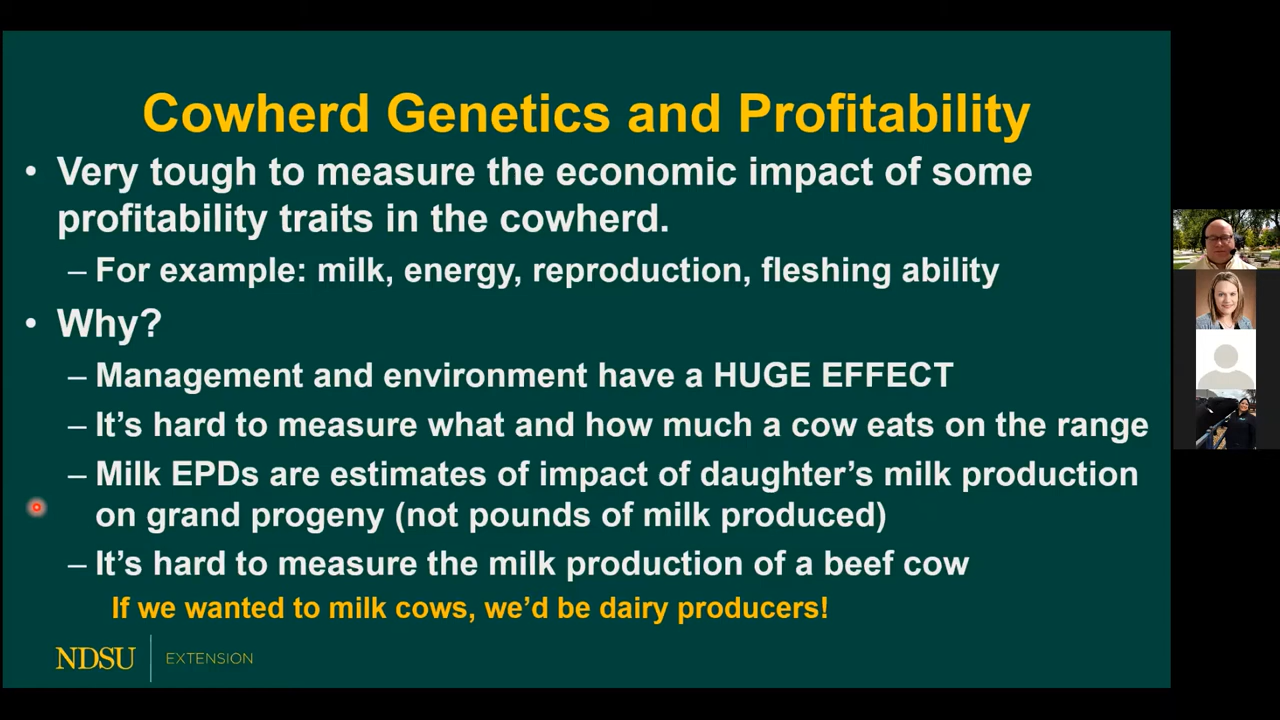 Cowherd Genetics and Profitability
• Very tough to measure the economic impact of some
profitability traits in the cowherd.
– For example: milk, energy, reproduction, fleshing ability
• Why?
– Management and environment have a HUGE EFFECT
– It’s hard to measure what and how much a cow eats on the range
– Milk EPDs are estimates of impact of daughter’s milk production
on grand progeny (not pounds of milk produced)
– It’s hard to measure the milk production of a beef cow
If we wanted to milk cows, we’d be dairy producers!
NDSU EXTENSION